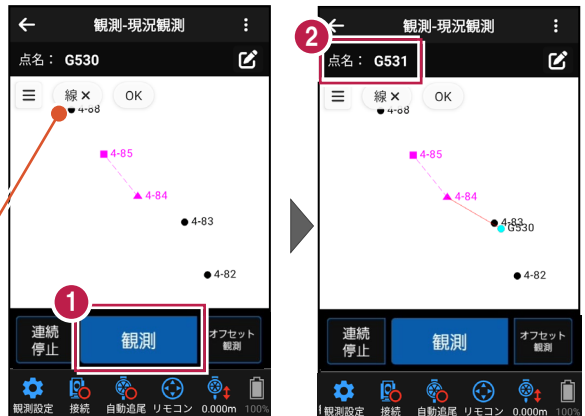 観測-現況観測
点名： G530
線× OK
4-88
4-85
4-84
4-83
4-82
1
連続停止
観測
オフセット観測
観測設定 接続 自動追尾 リモコン 0.000m 100%
2
観測-現況観測
点名： G531
線× OK
4-88
4-85
4-84
4-83
G530
4-82
連続停止
観測
オフセット観測
観測設定 接続 自動追尾 リモコン 0.000m 100%